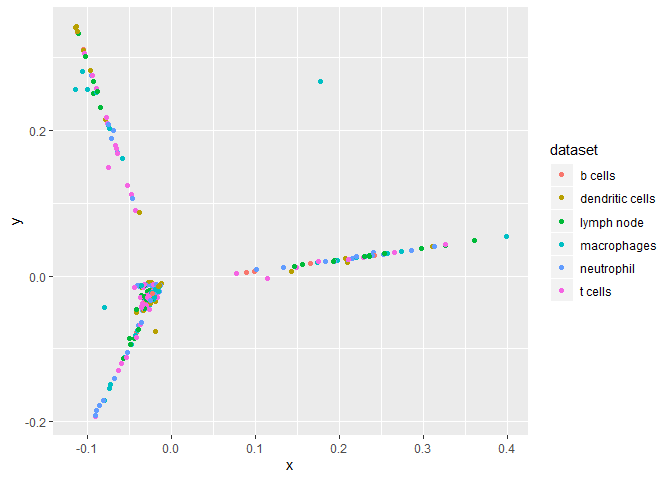 dataset
b cells
dendritic cells
lymph node
macrophages
neutrophil
t cells
y
0.2
0.0
-0.2
-0.1
0.0
0.1
0.2
0.3
0.4
x